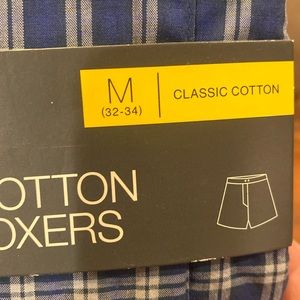 M
(32-34)
CLASSIC COTTON
OTTON
OXERS